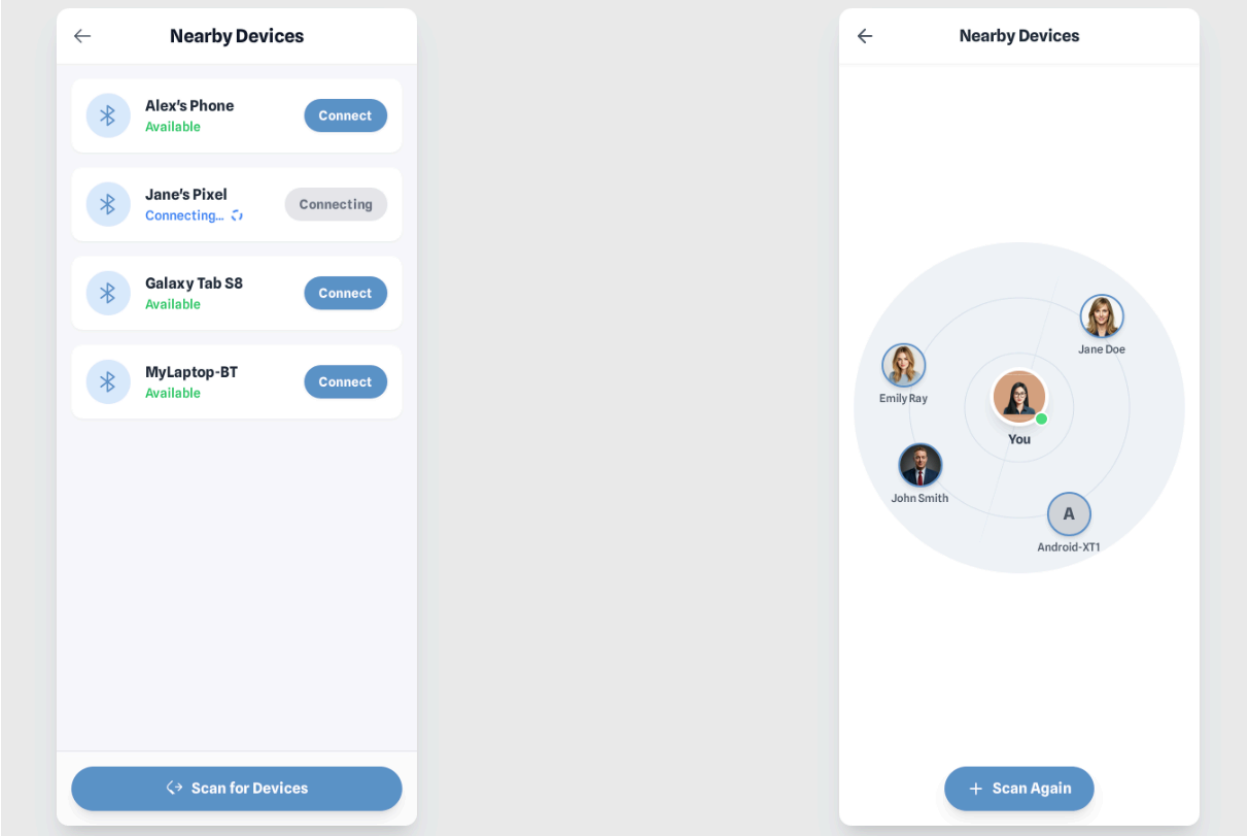 Nearby Devices
Alex's Phone
Available
Connect
Jane's Pixel
Connecting...
Connecting
Galaxy Tab S8
Available
Connect
MyLaptop-BT
Available
Connect
Scan for Devices
Nearby Devices
Jane Doe
Emily Ray
You
John Smith
A
Android-XT1
Scan Again